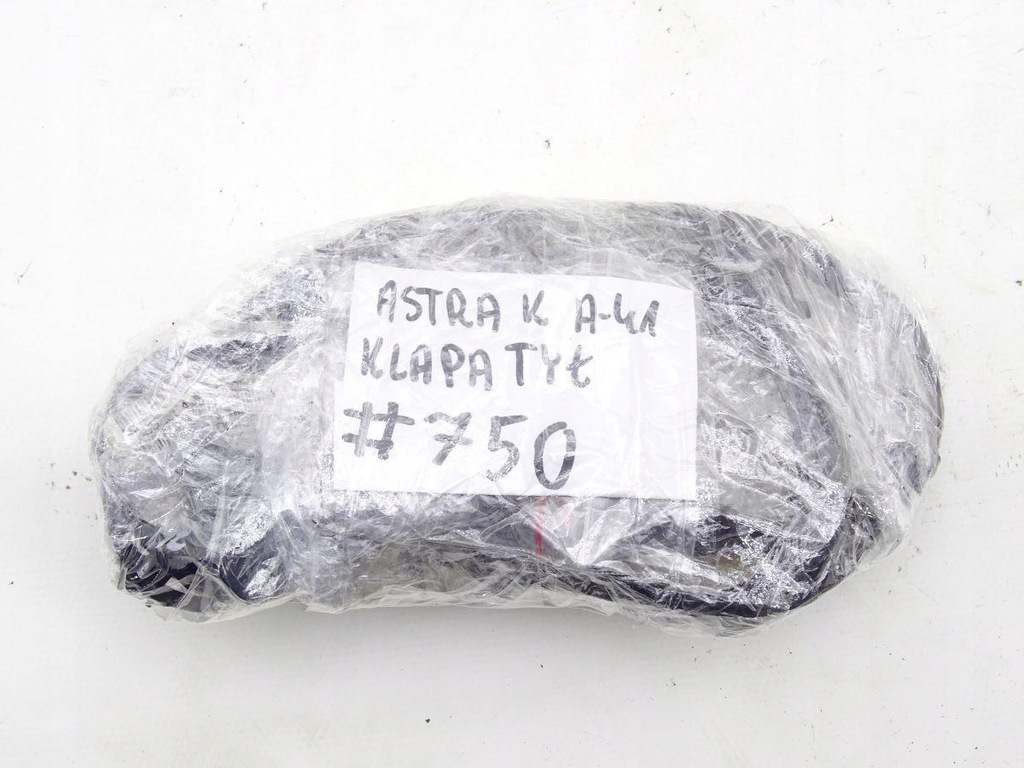 ASTRA K A-41
KLAPA TYŁ
#750